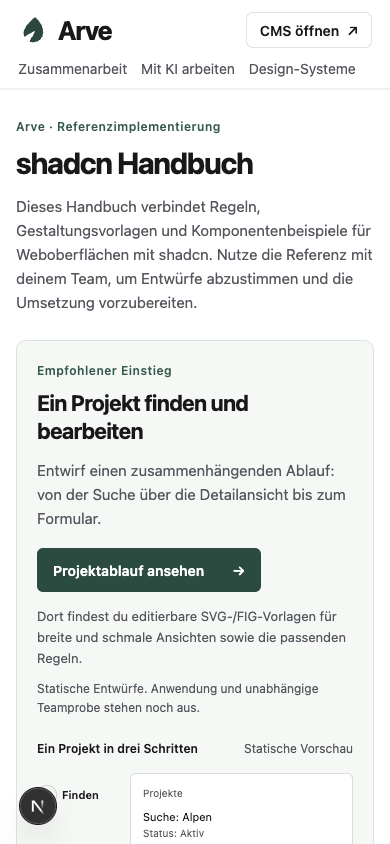 Arve
CMS öffnen ↗
Zusammenarbeit Mit KI arbeiten Design-Systeme
Arve · Referenzimplementierung
shadcn Handbuch
Dieses Handbuch verbindet Regeln,
Gestaltungsvorlagen und Komponentenbeispiele für
Weboberflächen mit shadcn. Nutze die Referenz mit
deinem Team, um Entwürfe abzustimmen und die
Umsetzung vorzubereiten.
Empfohlener Einstieg
Ein Projekt finden und
bearbeiten
Entwirf einen zusammenhängenden Ablauf:
von der Suche über die Detailansicht bis zum
Formular.
Projektablauf ansehen →
Dort findest du editierbare SVG-/FIG-Vorlagen für
breite und schmale Ansichten sowie die passenden
Regeln.
Statische Entwürfe. Anwendung und unabhängige
Teamprobe stehen noch aus.
Ein Projekt in drei Schritten Statische Vorschau
N
Finden
Projekte
Suche: Alpen
Status: Aktiv